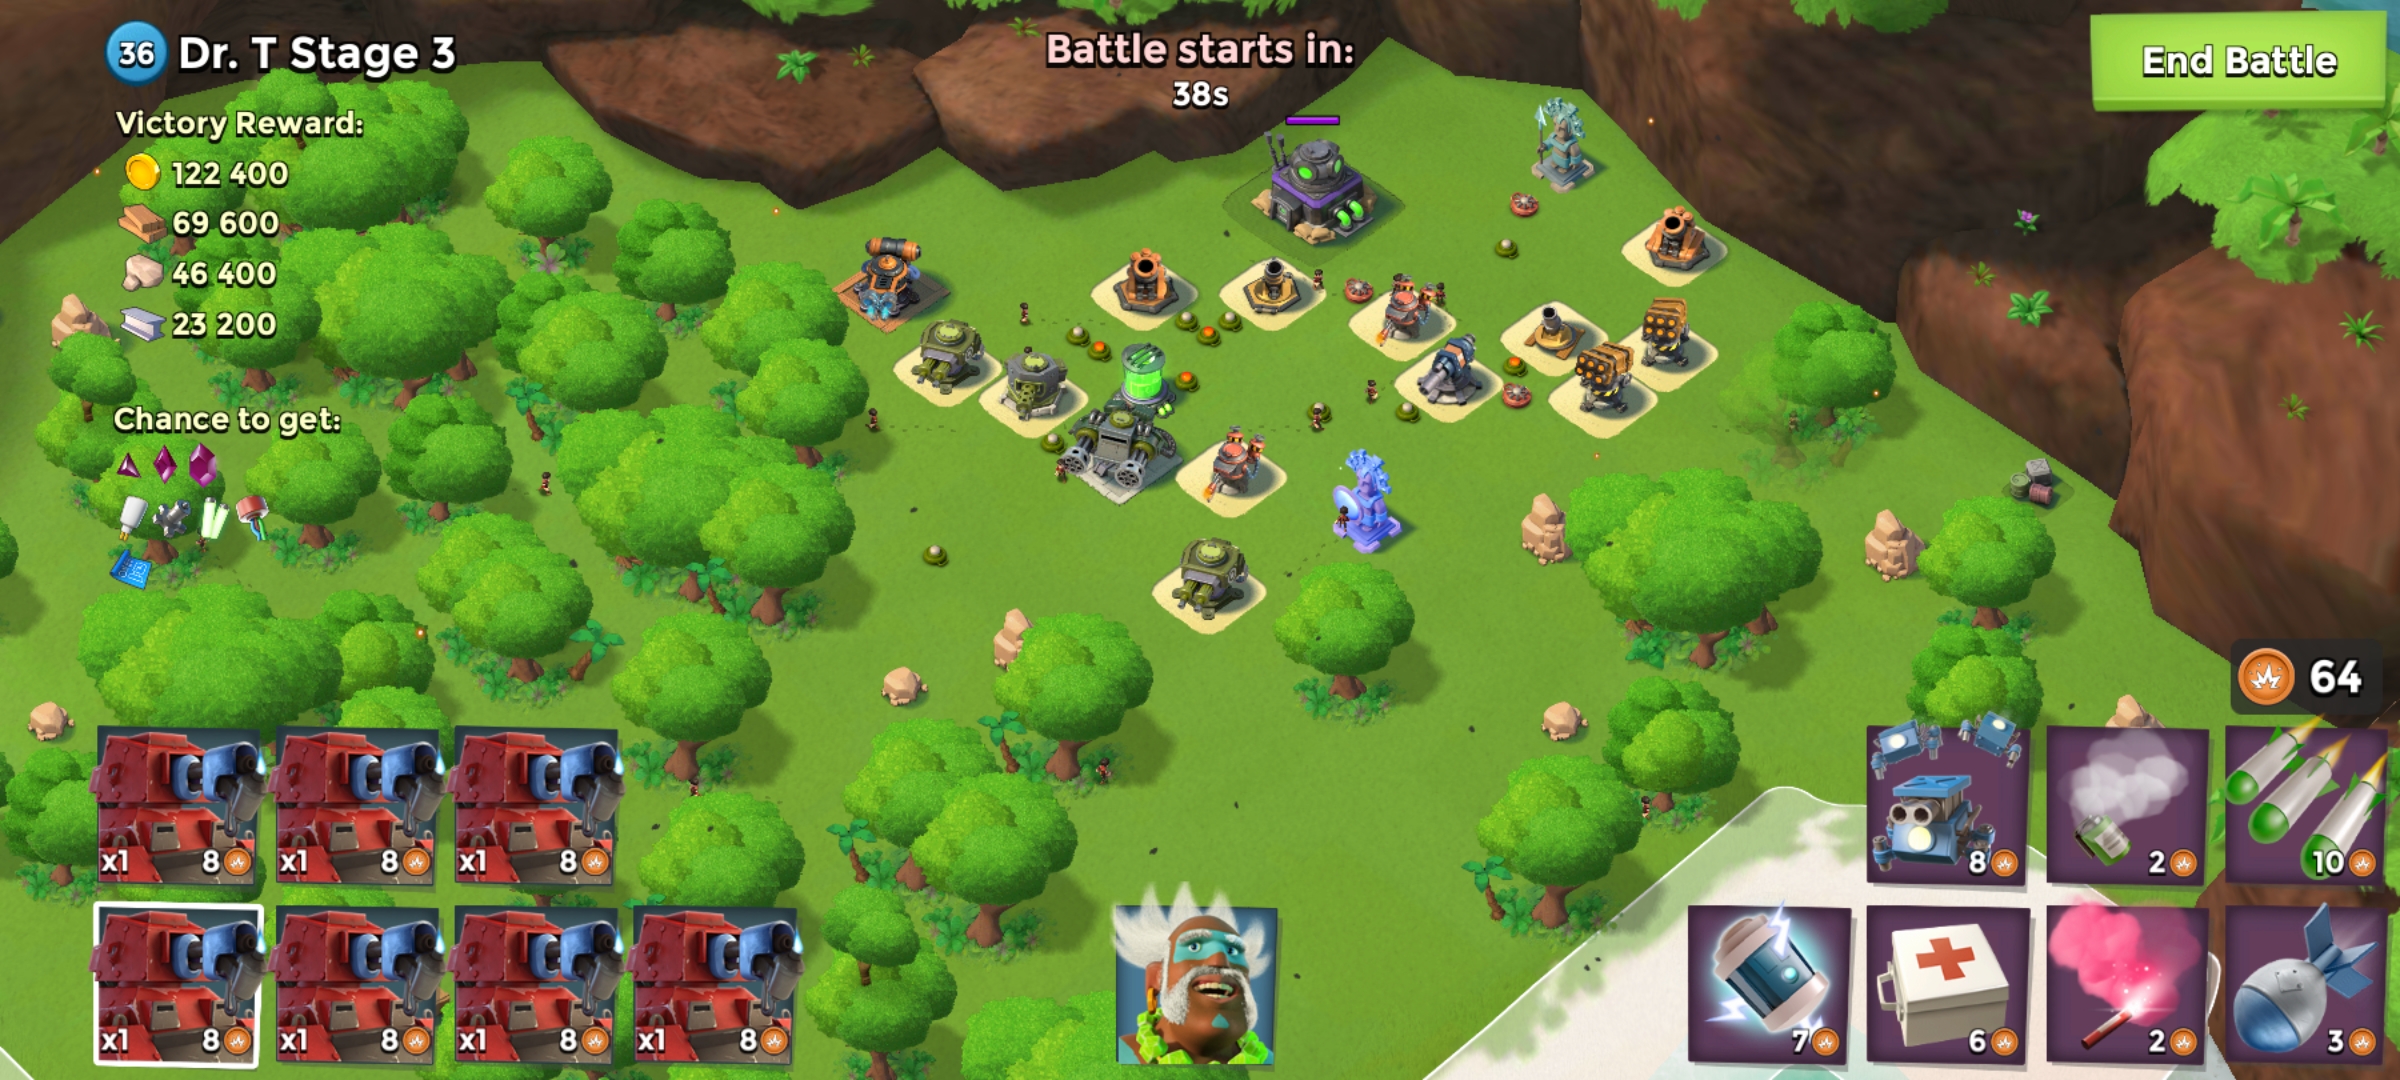 36 Dr. T Stage 3
Battle starts in:
38s
End Battle
Victory Reward:
122 400
69 600
46 400
23 200
Chance to get:
64
x1 8
x1 8
x1 8
8
2
10
x1 8
x1 8
x1 8
x1 8
7
6
2
3